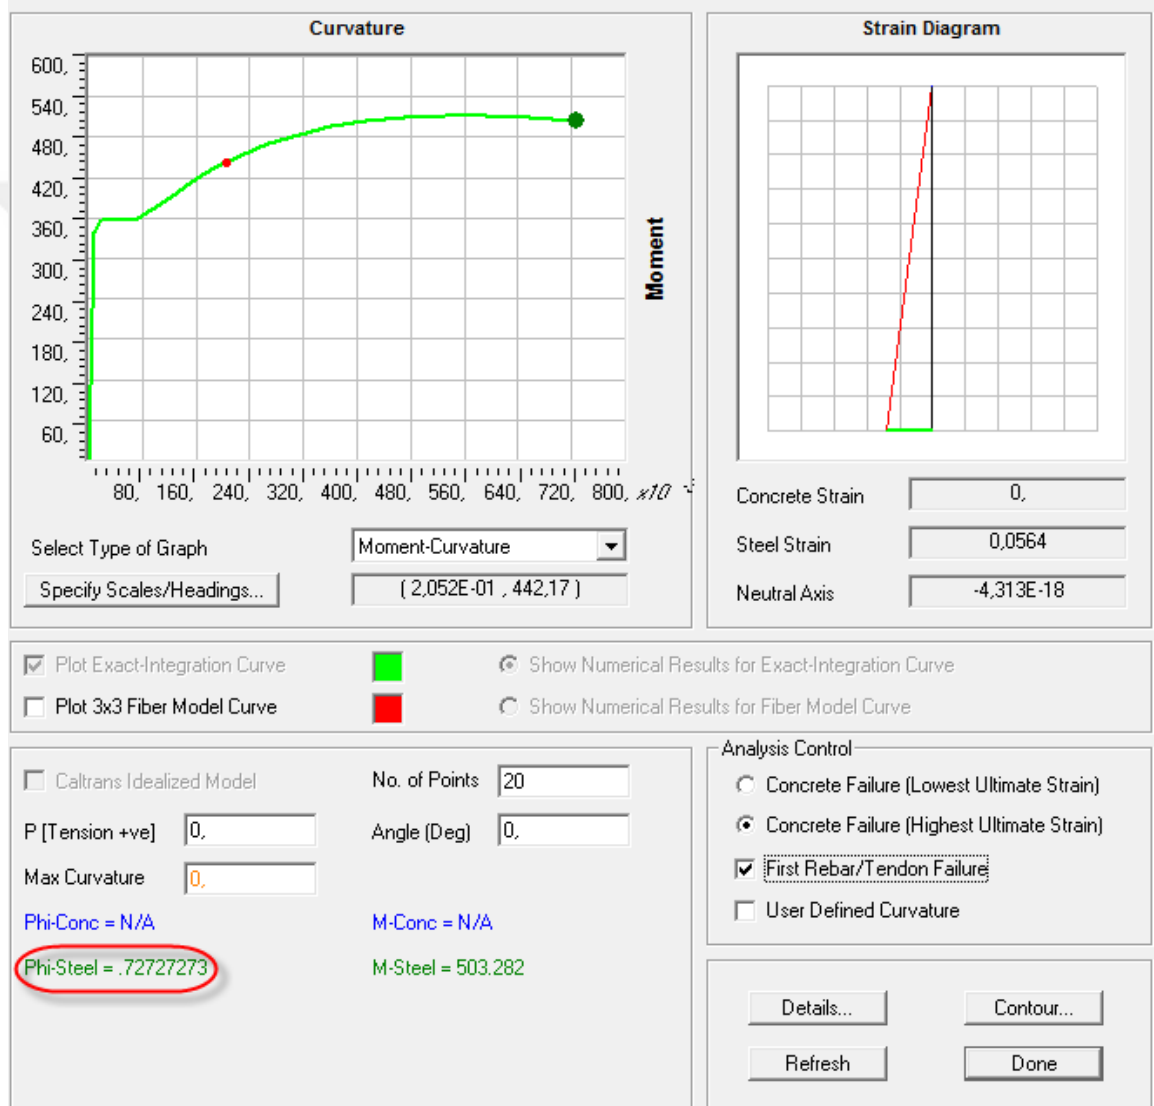 Curvature
Strain Diagram
600,
540,
480,
420,
360,
300,
240,
180,
120,
60,
Moment
80, 160, 240, 320, 400, 480, 560, 640, 720, 800, x10 -3
Concrete Strain 0,
Steel Strain 0,0564
Neutral Axis -4,313E-18
Select Type of Graph Moment-Curvature
Specify Scales/Headings... ( 2,052E-01 , 442,17 )
Plot Exact-Integration Curve Show Numerical Results for Exact-Integration Curve
Plot 3x3 Fiber Model Curve Show Numerical Results for Fiber Model Curve
Caltrans Idealized Model No. of Points 20
P [Tension +ve] 0, Angle (Deg) 0,
Max Curvature 0,
Phi-Conc = N/A M-Conc = N/A
Phi-Steel = .72727273 M-Steel = 503.282
Analysis Control
Concrete Failure (Lowest Ultimate Strain)
Concrete Failure (Highest Ultimate Strain)
First Rebar/Tendon Failure
User Defined Curvature
Details... Contour...
Refresh Done